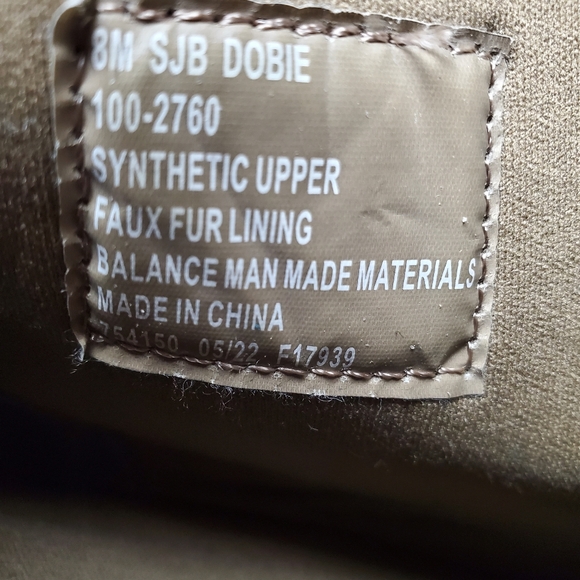 8M SJB DOBIE
100-2760
SYNTHETIC UPPER
FAUX FUR LINING
BALANCE MAN MADE MATERIALS
MADE IN CHINA
754150 05/22 F17939